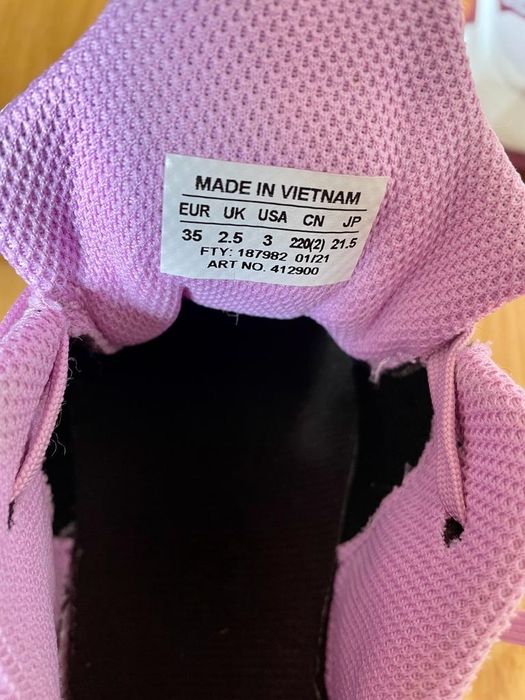 MADE IN VIETNAM
EUR UK USA CN JP
35 2.5 3 220(2) 21.5
FTY: 187982 01/21
ART NO. 412900